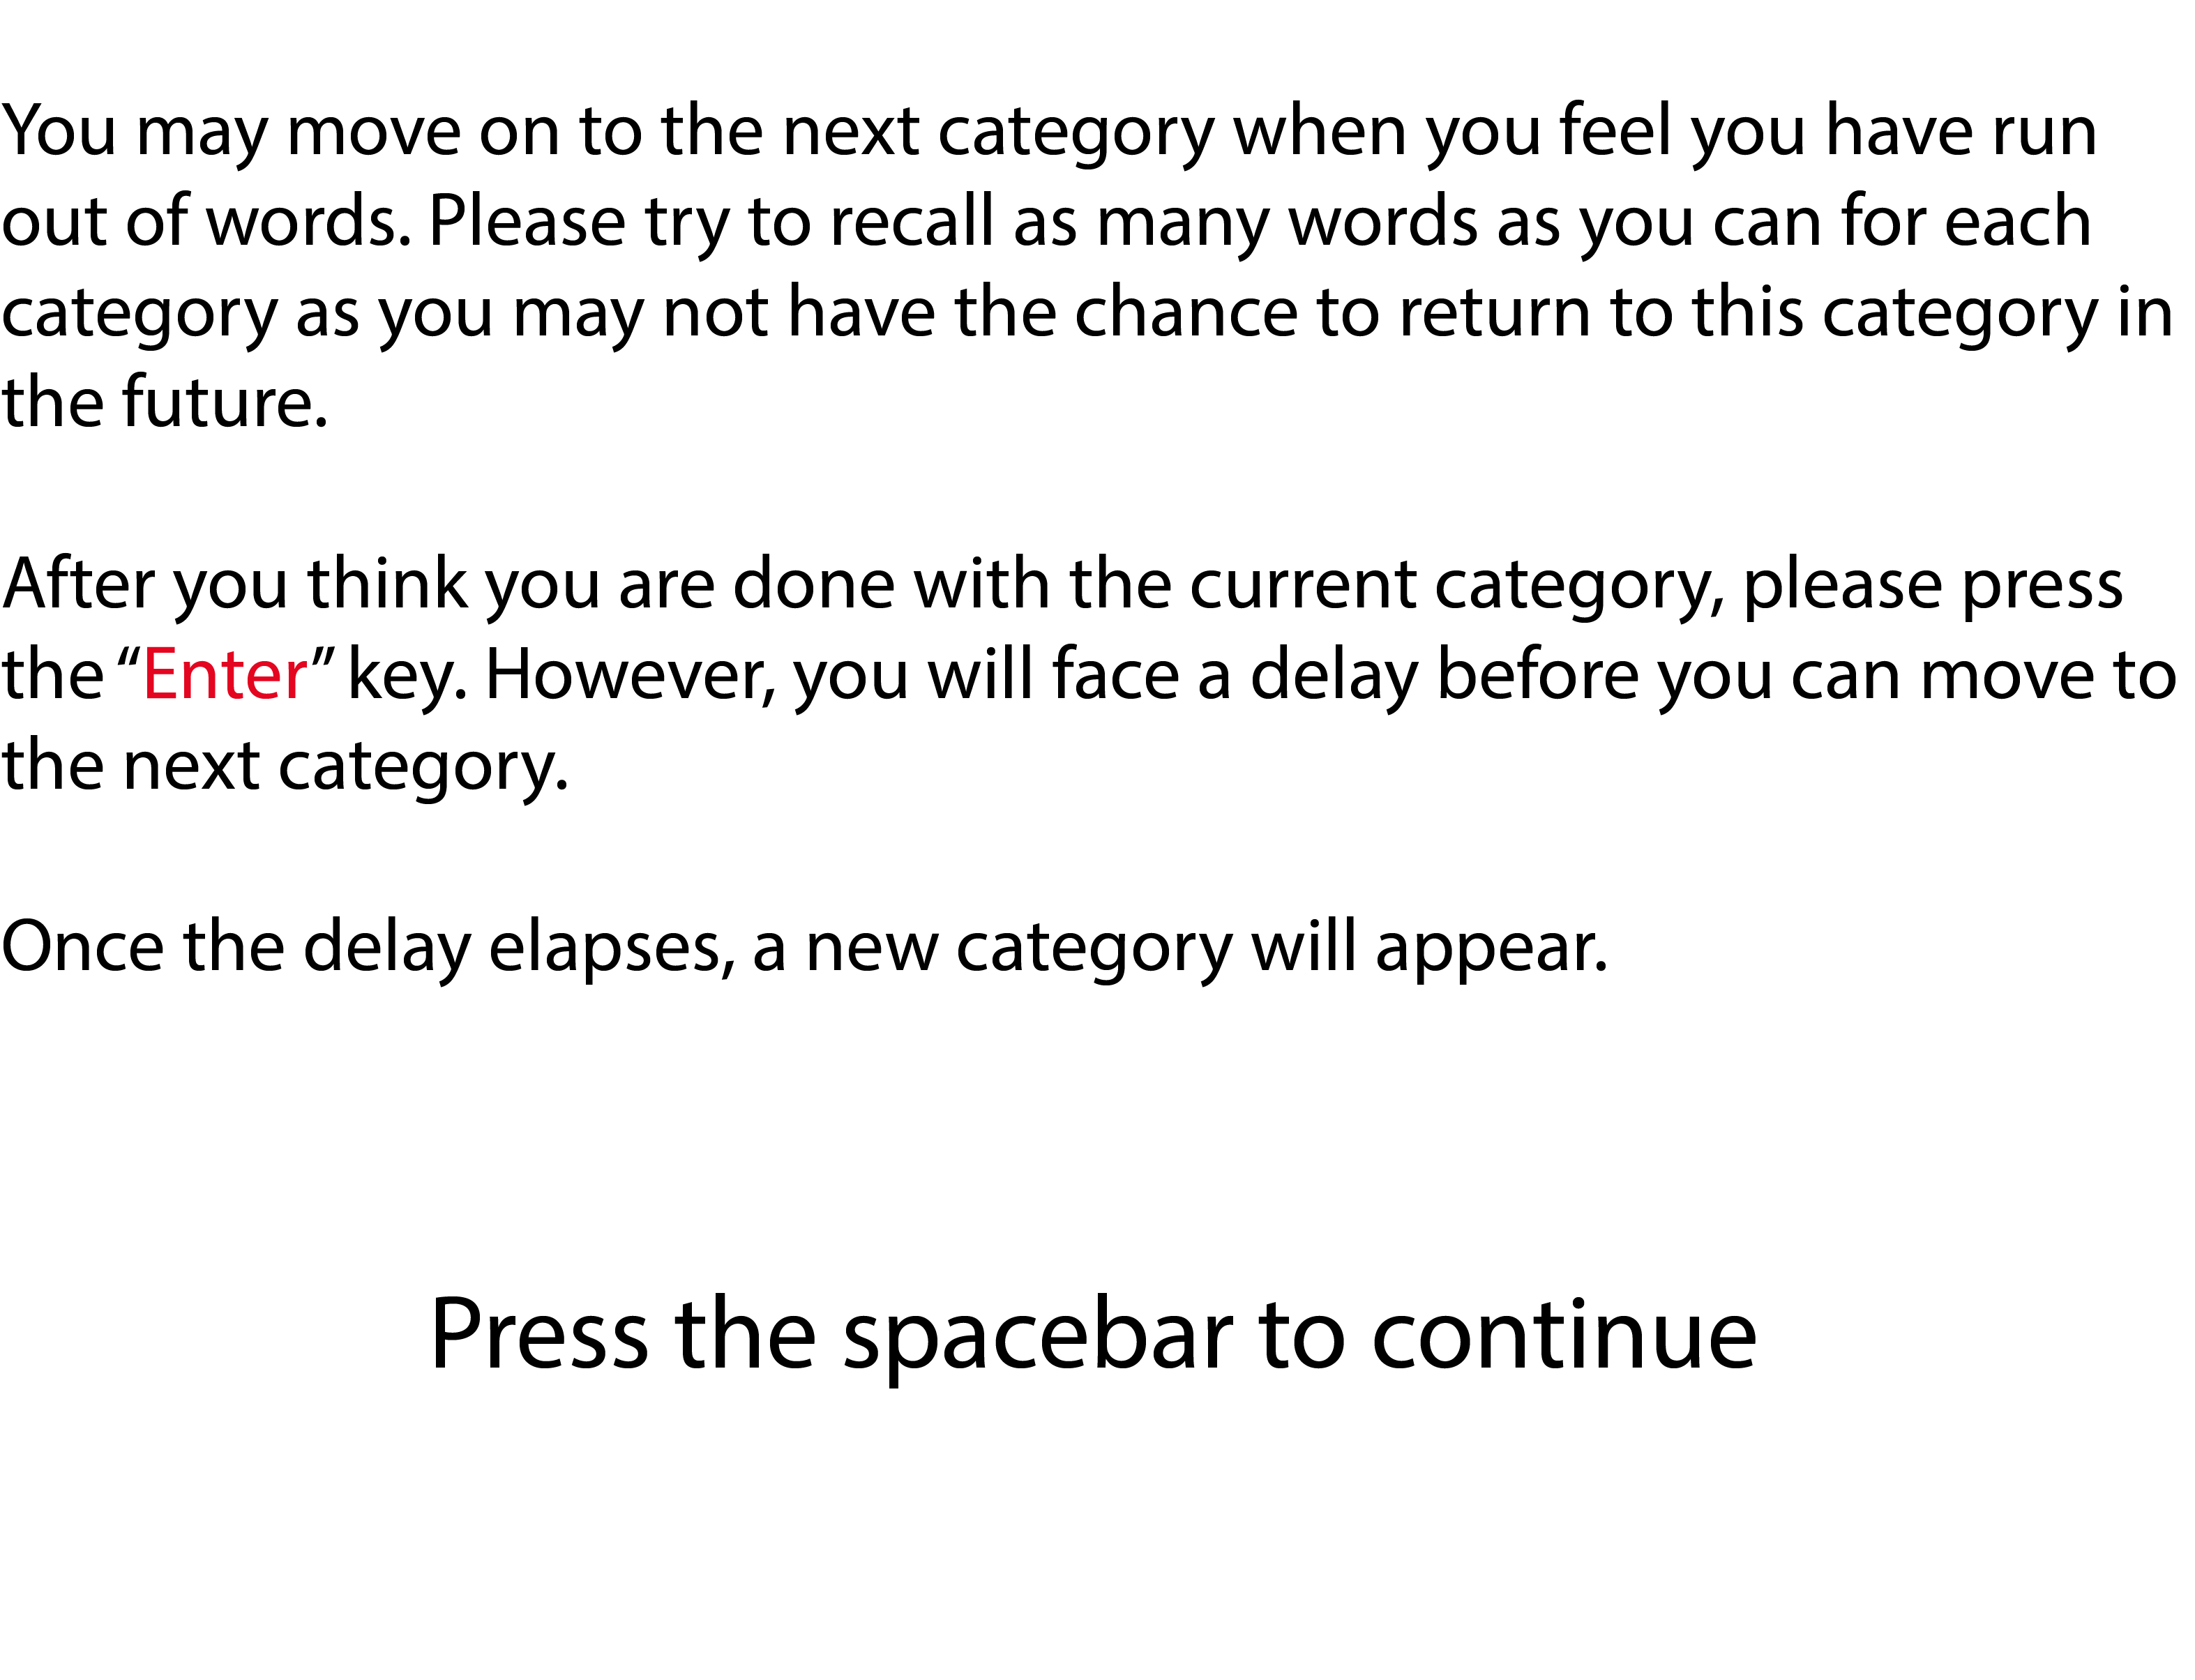 You may move on to the next category when you feel you have run
out of words. Please try to recall as many words as you can for each
category as you may not have the chance to return to this category in
the future.
After you think you are done with the current category, please press
the “Enter” key. However, you will face a delay before you can move to
the next category.
Once the delay elapses, a new category will appear.
Press the spacebar to continue